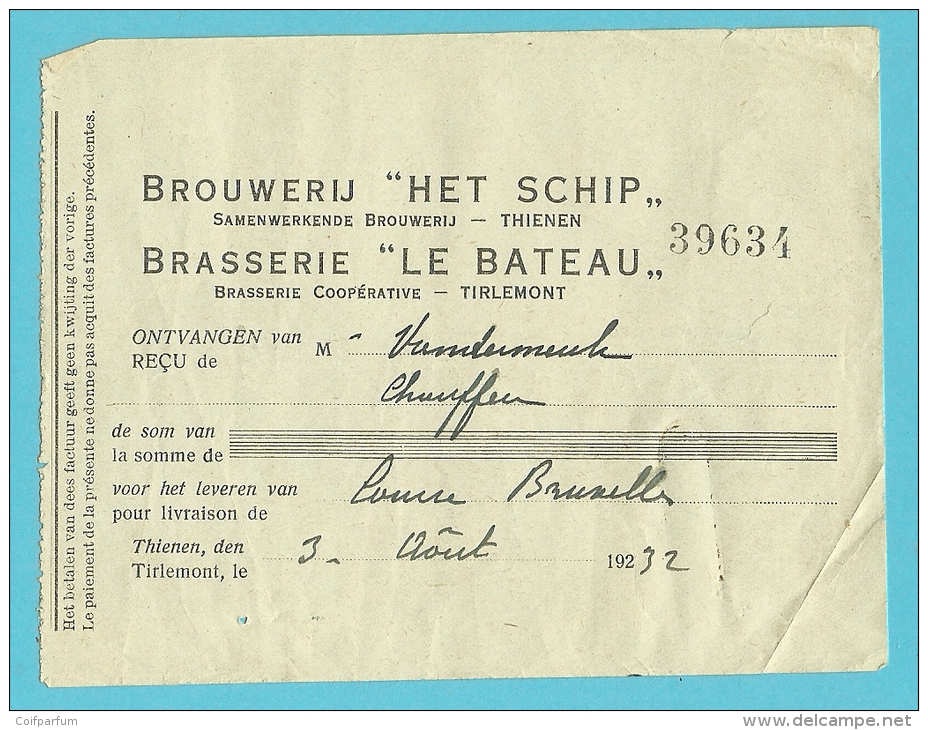 Het betalen van dees factuur geeft geen kwijting der vorige.
Le paiement de la présente ne donne pas acquit des factures précédentes.
BROUWERIJ "HET SCHIP„
SAMENWERKENDE BROUWERIJ — THIENEN
39634
BRASSERIE "LE BATEAU„
BRASSERIE COOPÉRATIVE — TIRLEMONT
ONTVANGEN van
REÇU de M
Chauffeur
de som van
la somme de
voor het leveren van
pour livraison de Bruxelles
Thienen, den
Tirlemont, le 3 Août 19232
Coifparfum
www.delcampe.net